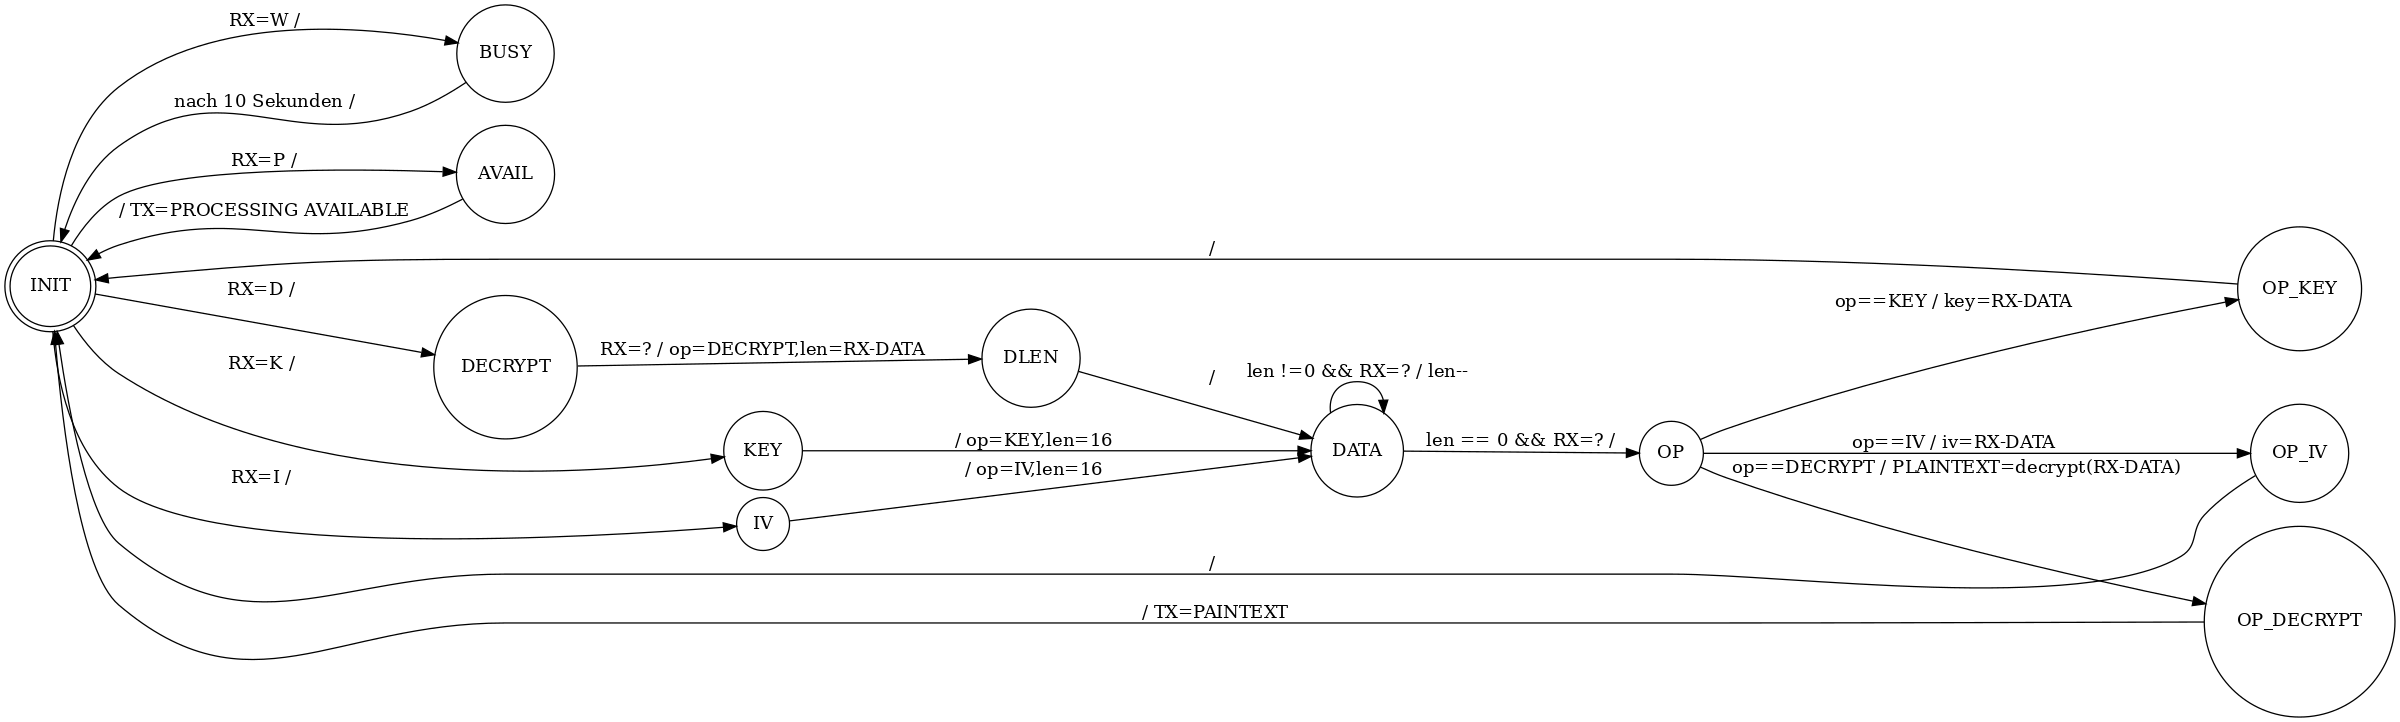 RX=W /
BUSY
nach 10 Sekunden /
RX=P /
AVAIL
/ TX=PROCESSING AVAILABLE
/
INIT
RX=D /
OP_KEY
op==KEY / key=RX-DATA
RX=? / op=DECRYPT,len=RX-DATA
DLEN
DECRYPT
RX=K /
/
len !=0 && RX=? / len--
KEY
/ op=KEY,len=16
DATA
len == 0 && RX=? /
OP
op==IV / iv=RX-DATA
OP_IV
/ op=IV,len=16
op==DECRYPT / PLAINTEXT=decrypt(RX-DATA)
RX=I /
IV
/
/ TX=PAINTEXT
OP_DECRYPT